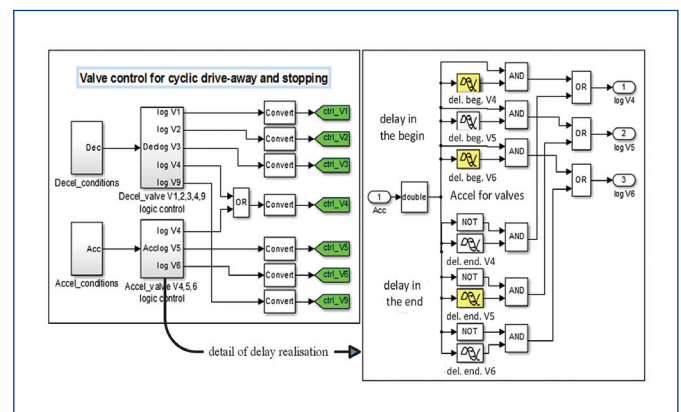 Valve control for cyclic drive-away and stopping
Dec
Decel_conditions
log V1
log V2
Declog V3
log V4
log V9
Decel_valve V1,2,3,4,9
logic control
Acc
Accel_conditions
log V4
Acclog V5
log V6
Accel_valve V4,5,6
logic control
OR
Convert
ctrl_V1
Convert
ctrl_V2
Convert
ctrl_V3
Convert
ctrl_V4
Convert
ctrl_V5
Convert
ctrl_V6
Convert
ctrl_V9
detail of delay realisation
delay in
the begin
del. beg. V4
AND
OR
1
log V4
del. beg. V5
AND
OR
2
log V5
del. beg. V6
AND
OR
3
log V6
1
Acc
double
Accel for valves
delay in
the end
NOT
AND
del. end. V4
NOT
AND
del. end. V5
NOT
AND
del. end. V6